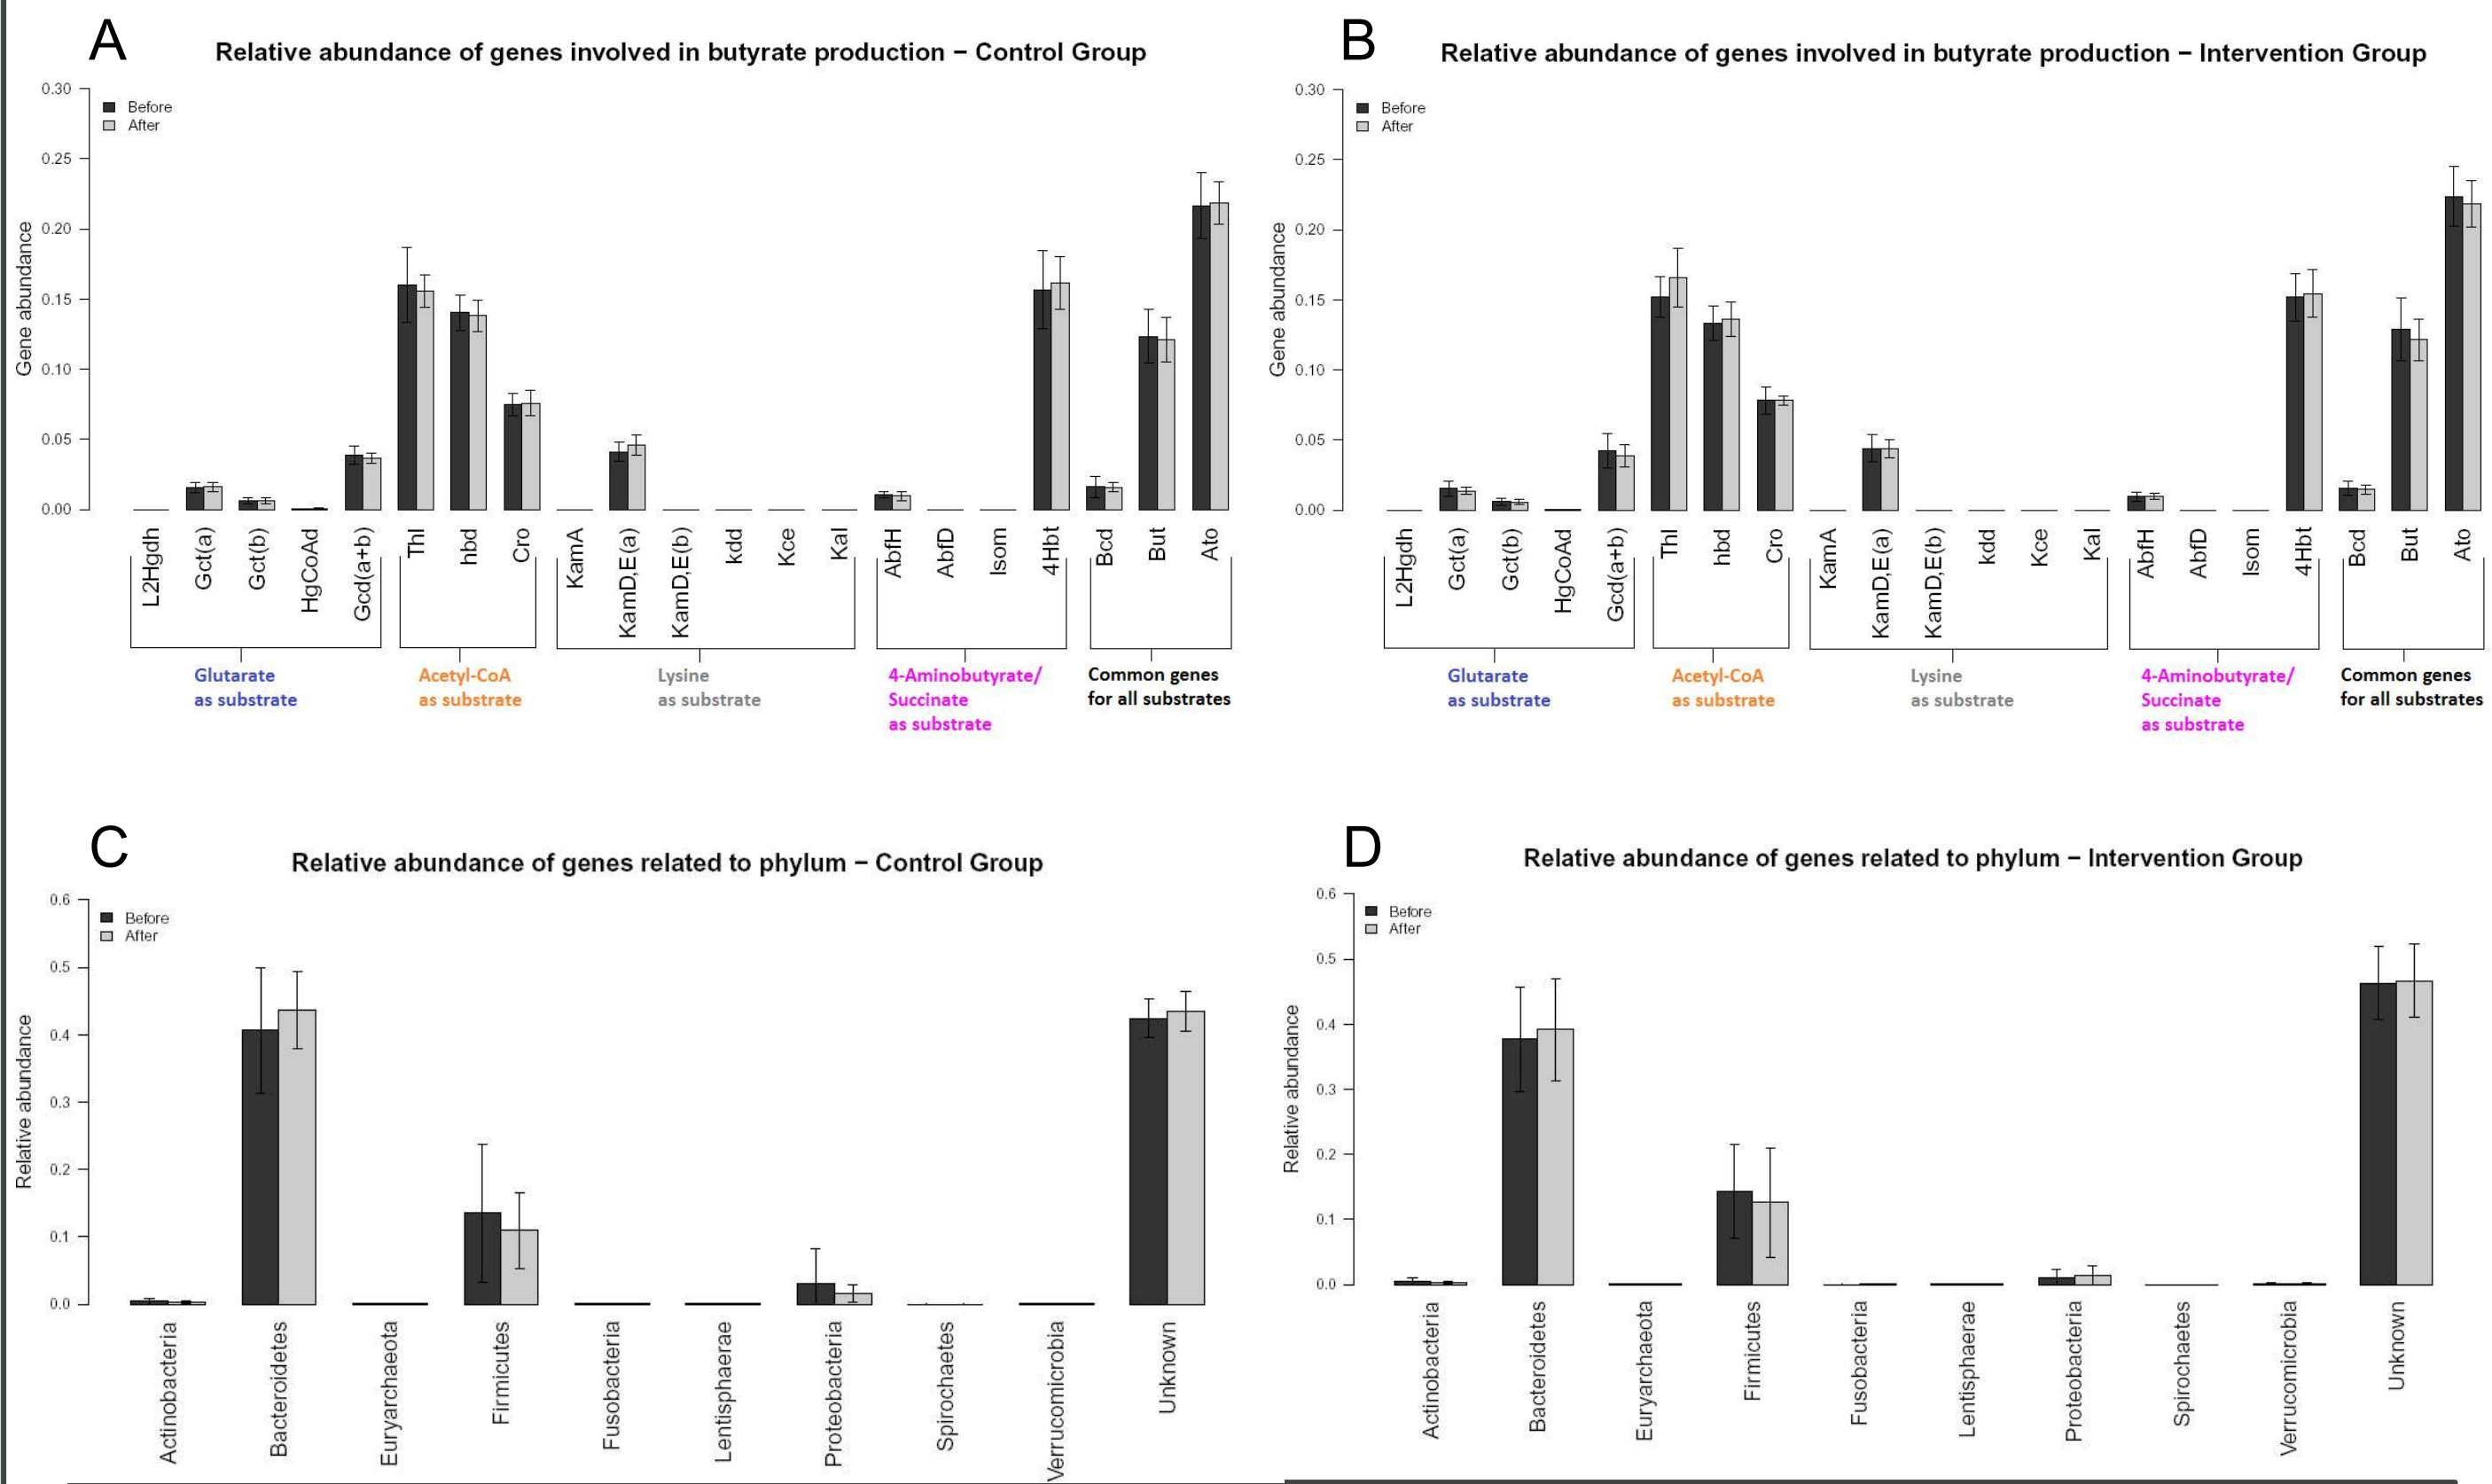 A
Relative abundance of genes involved in butyrate production − Control Group
0.30
0.25
0.20
0.15
0.10
0.05
0.00
Gene abundance
Before
After
L2Hgdh
Gct(a)
Gct(b)
HgCoAd
Gcd(a+b)
Thl
hbd
Cro
KamA
KamD,E(a)
KamD,E(b)
kdd
Kce
Kal
AbfH
AbfD
Isom
4Hbt
Bcd
But
Ato
Glutarate
as substrate
Acetyl-CoA
as substrate
Lysine
as substrate
4-Aminobutyrate/
Succinate
as substrate
Common genes
for all substrates
B
Relative abundance of genes involved in butyrate production − Intervention Group
0.30
0.25
0.20
0.15
0.10
0.05
0.00
Gene abundance
Before
After
L2Hgdh
Gct(a)
Gct(b)
HgCoAd
Gcd(a+b)
Thl
hbd
Cro
KamA
KamD,E(a)
KamD,E(b)
kdd
Kce
Kal
AbfH
AbfD
Isom
4Hbt
Bcd
But
Ato
Glutarate
as substrate
Acetyl-CoA
as substrate
Lysine
as substrate
4-Aminobutyrate/
Succinate
as substrate
Common genes
for all substrates
C
Relative abundance of genes related to phylum − Control Group
0.6
0.5
0.4
0.3
0.2
0.1
0.0
Relative abundance
Before
After
Actinobacteria
Bacteroidetes
Euryarchaeota
Firmicutes
Fusobacteria
Lentisphaerae
Proteobacteria
Spirochaetes
Verrucomicrobia
Unknown
D
Relative abundance of genes related to phylum − Intervention Group
0.6
0.5
0.4
0.3
0.2
0.1
0.0
Relative abundance
Before
After
Actinobacteria
Bacteroidetes
Euryarchaeota
Firmicutes
Fusobacteria
Lentisphaerae
Proteobacteria
Spirochaetes
Verrucomicrobia
Unknown